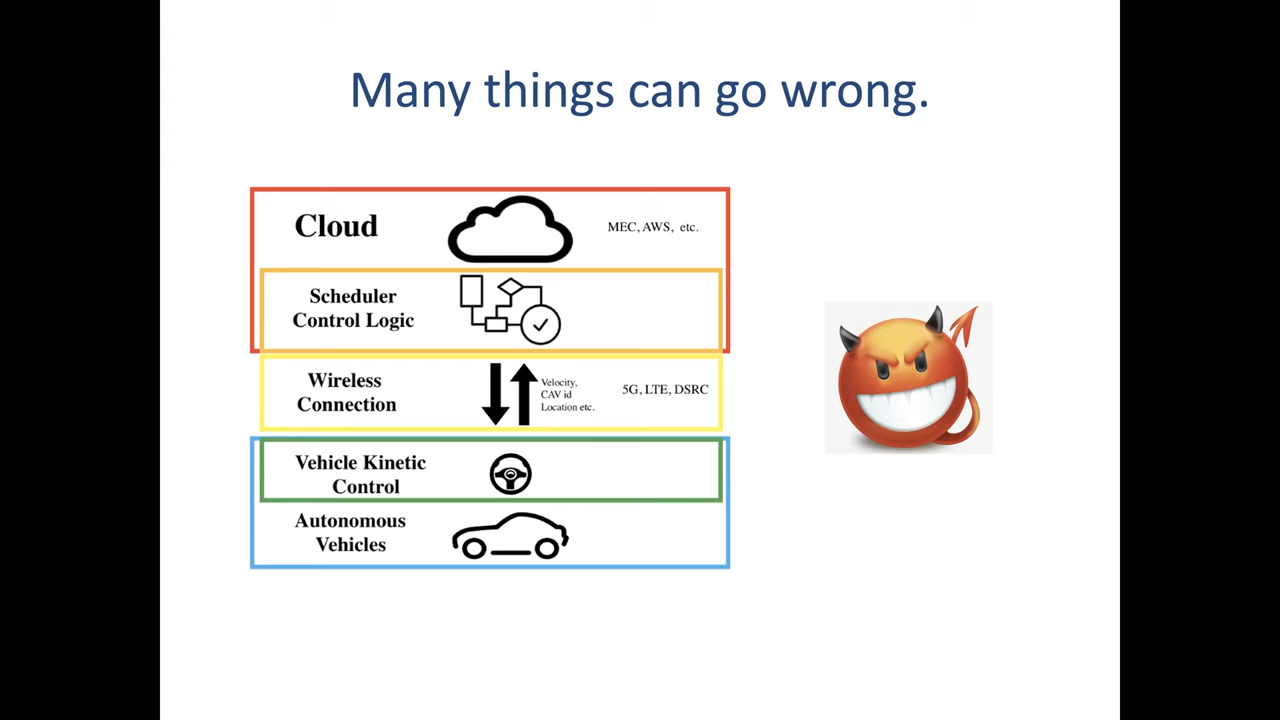 Many things can go wrong.
Cloud
MEC, AWS, etc.
Scheduler
Control Logic
Wireless
Connection
Velocity,
CAV id
Location etc.
5G, LTE, DSRC
Vehicle Kinetic
Control
Autonomous
Vehicles